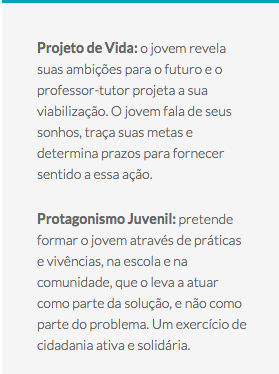 Projeto de Vida: o jovem revela
suas ambições para o futuro e o
professor-tutor projeta a sua
viabilização. O jovem fala de seus
sonhos, traça suas metas e
determina prazos para fornecer
sentido a essa ação.
Protagonismo Juvenil: pretende
formar o jovem através de práticas
e vivências, na escola e na
comunidade, que o leva a atuar
como parte da solução, e não como
parte do problema. Um exercício de
cidadania ativa e solidária.